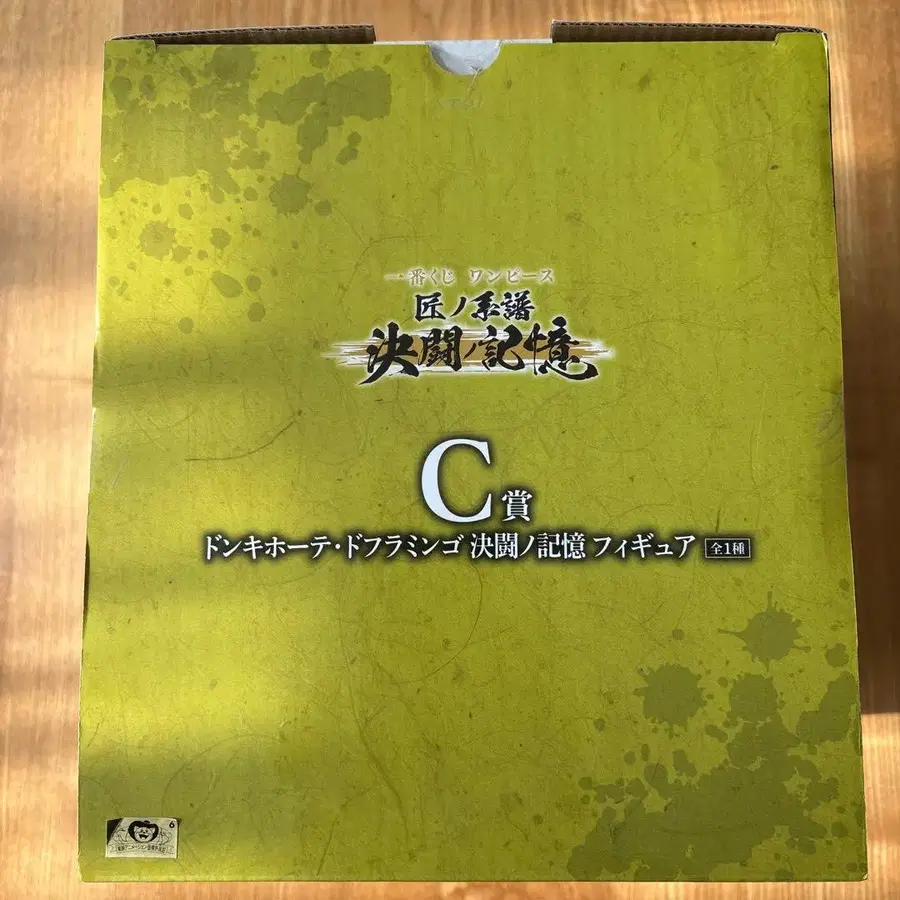 一番くじ ワンピース
匠ノ系譜
決闘ノ記憶
C賞
ドンキホーテ・ドフラミンゴ 決闘ノ記憶 フィギュア 全1種
6